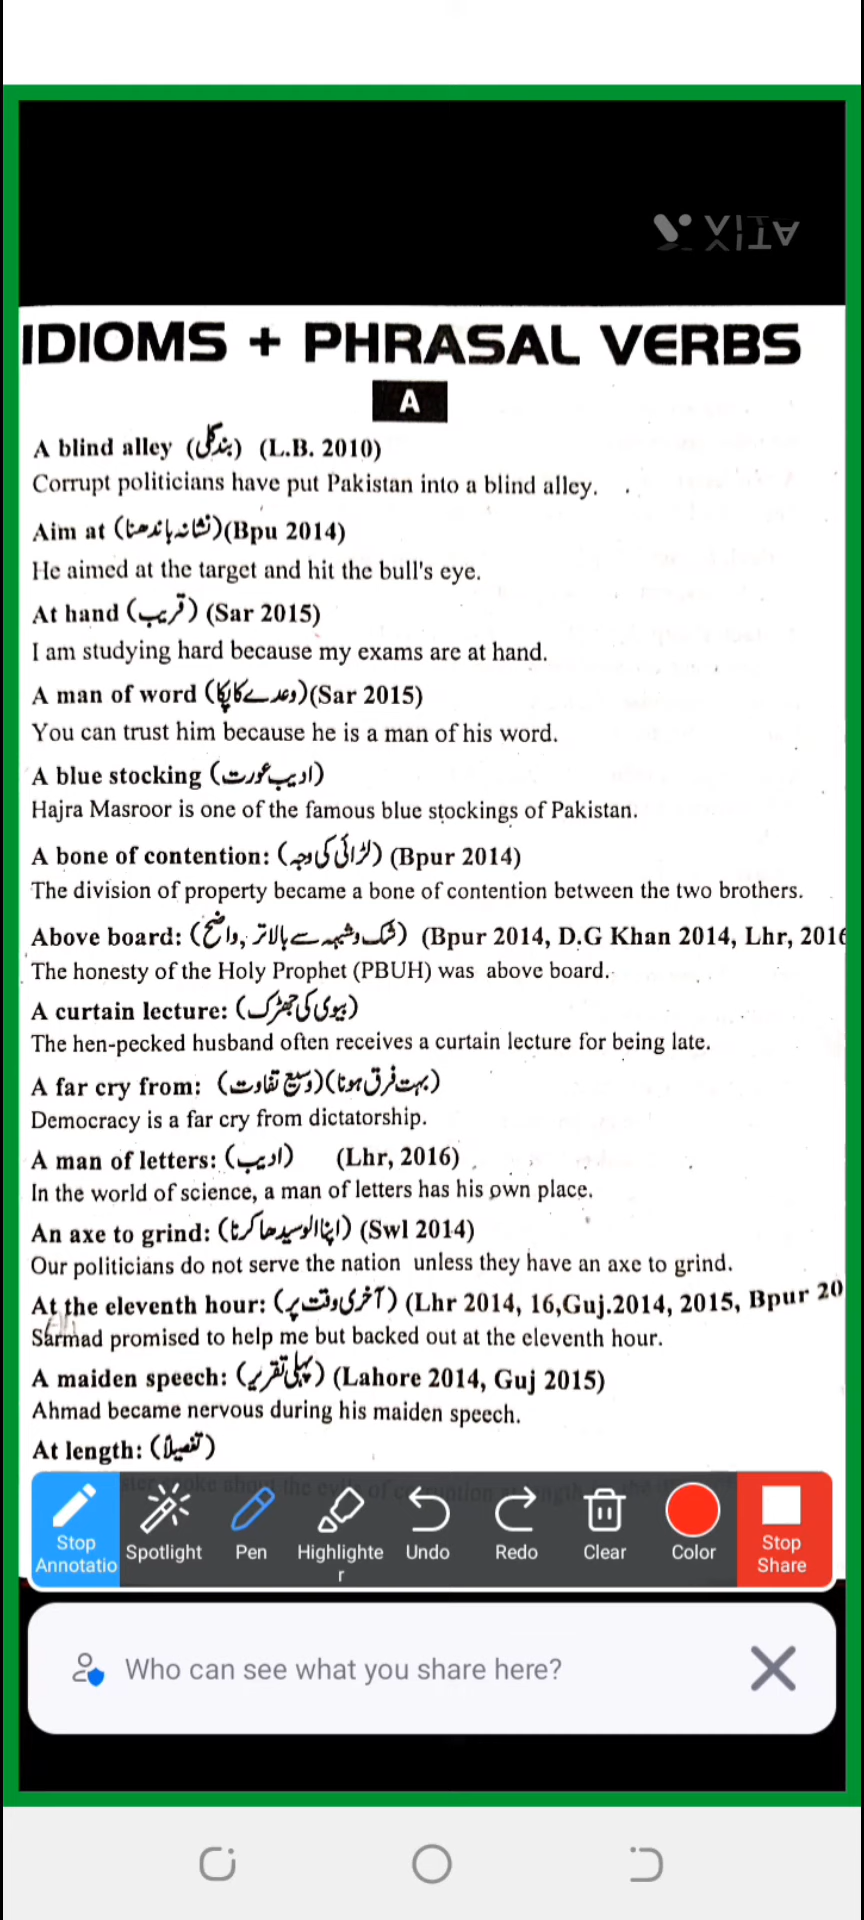 IDIOMS + PHRASAL VERBS
A
A blind alley (بند گلی) (L.B. 2010)
Corrupt politicians have put Pakistan into a blind alley.
Aim at (نشانہ باندھنا)(Bpu 2014)
He aimed at the target and hit the bull's eye.
At hand (قریب) (Sar 2015)
I am studying hard because my exams are at hand.
A man of word (وعدے کا پکا)(Sar 2015)
You can trust him because he is a man of his word.
A blue stocking (ادیب عورت)
Hajra Masroor is one of the famous blue stockings of Pakistan.
A bone of contention: (لڑائی کی وجہ) (Bpur 2014)
The division of property became a bone of contention between the two brothers.
Above board: (شک و شبہہ سے بالاتر، واضح) (Bpur 2014, D.G Khan 2014, Lhr, 2016
The honesty of the Holy Prophet (PBUH) was above board.
A curtain lecture: (بیوی کی جھڑک)
The hen-pecked husband often receives a curtain lecture for being late.
A far cry from: (وسیع تفاوت)(بہت فرق ہونا)
Democracy is a far cry from dictatorship.
A man of letters: (ادیب) (Lhr, 2016)
In the world of science, a man of letters has his own place.
An axe to grind: (اپنا الو سیدھا کرنا) (Swl 2014)
Our politicians do not serve the nation unless they have an axe to grind.
At the eleventh hour: (آخری وقت پر) (Lhr 2014, 16,Guj.2014, 2015, Bpur 20
Sarmad promised to help me but backed out at the eleventh hour.
A maiden speech: (پہلی تقریر) (Lahore 2014, Guj 2015)
Ahmad became nervous during his maiden speech.
At length: (تفصیلاً)
Stop Annotatio
Spotlight
Pen
Highlighte
r
Undo
Redo
Clear
Color
Stop Share
Who can see what you share here?